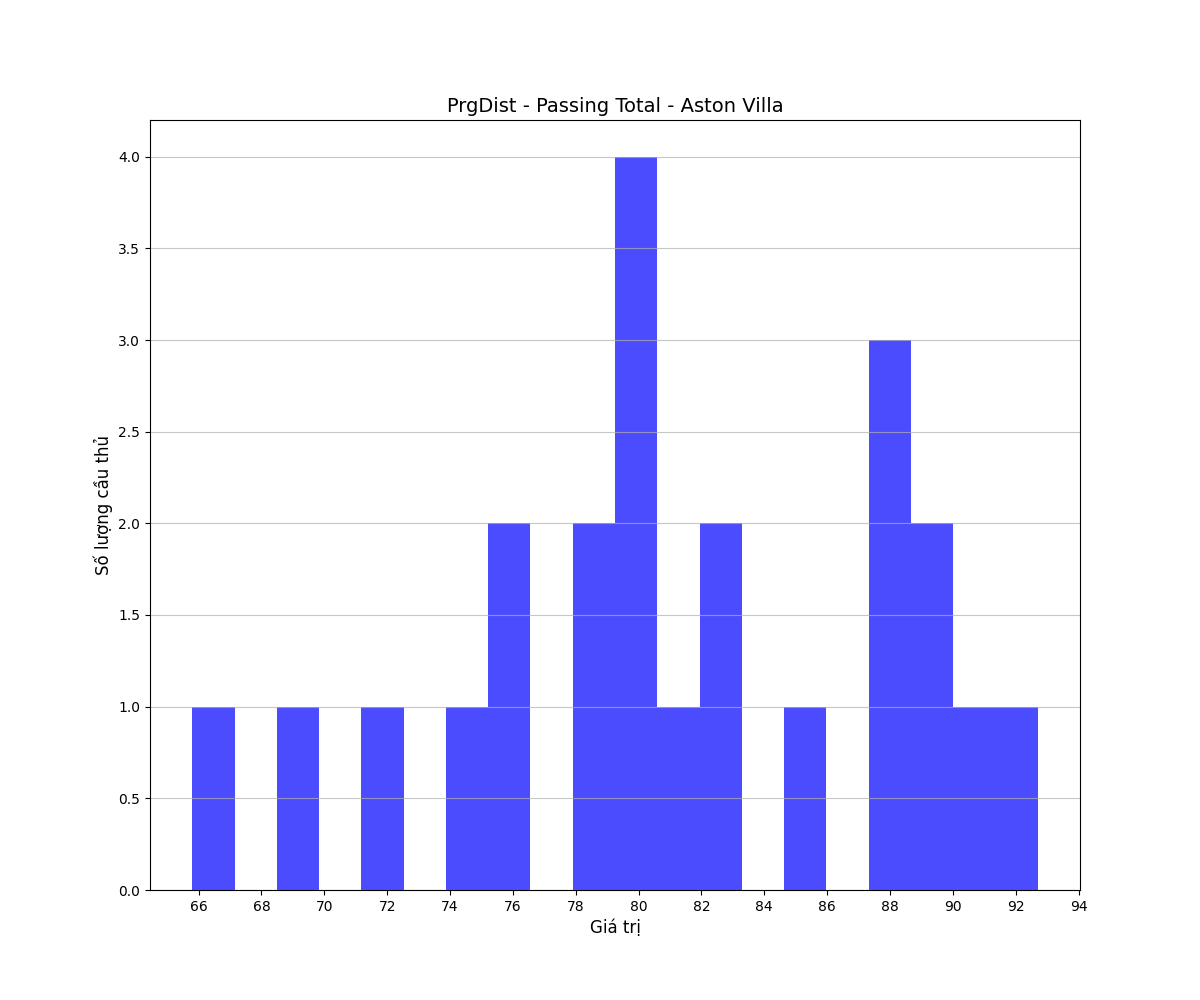 PrgDist - Passing Total - Aston Villa
Số lượng cầu thủ
4.0
3.5
3.0
2.5
2.0
1.5
1.0
0.5
0.0
66 68 70 72 74 76 78 80 82 84 86 88 90 92 94
Giá trị